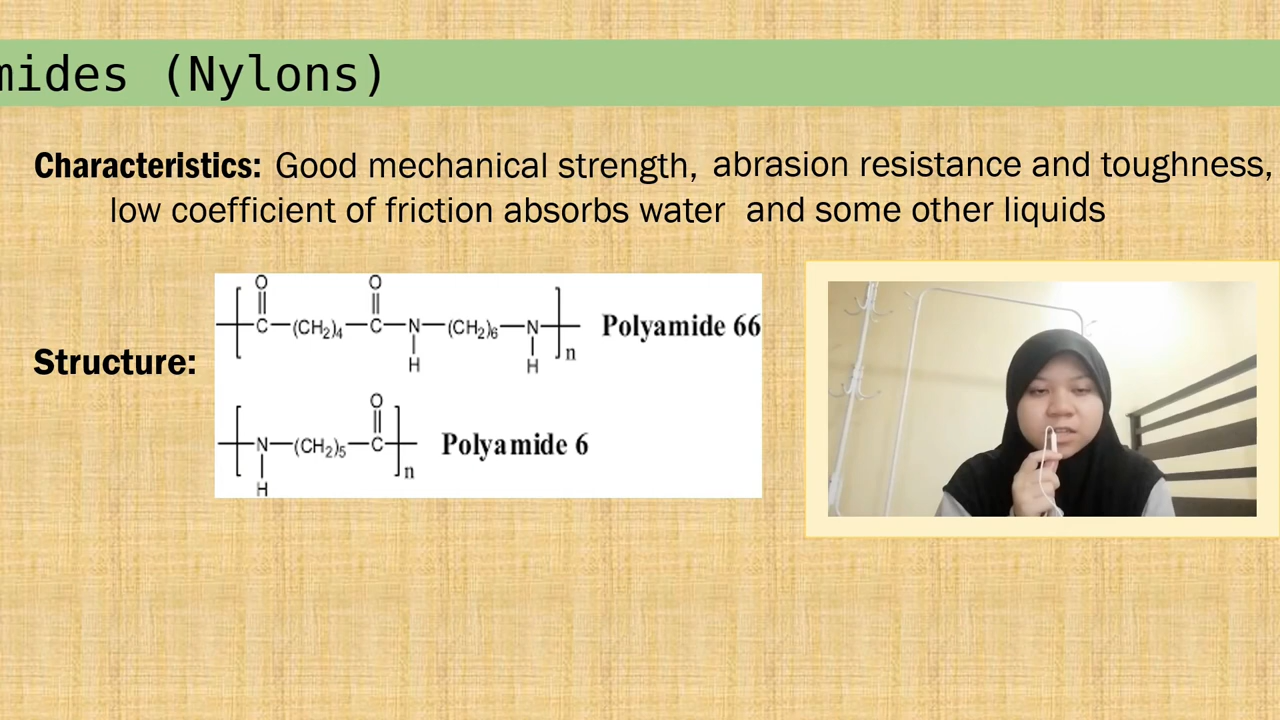 mides (Nylons)
Characteristics: Good mechanical strength, abrasion resistance and toughness,
low coefficient of friction absorbs water and some other liquids
Structure:
O O
C (CH2)4 C N (CH2)6 N n Polyamide 66
H H
O
N (CH2)5 C n Polyamide 6
H